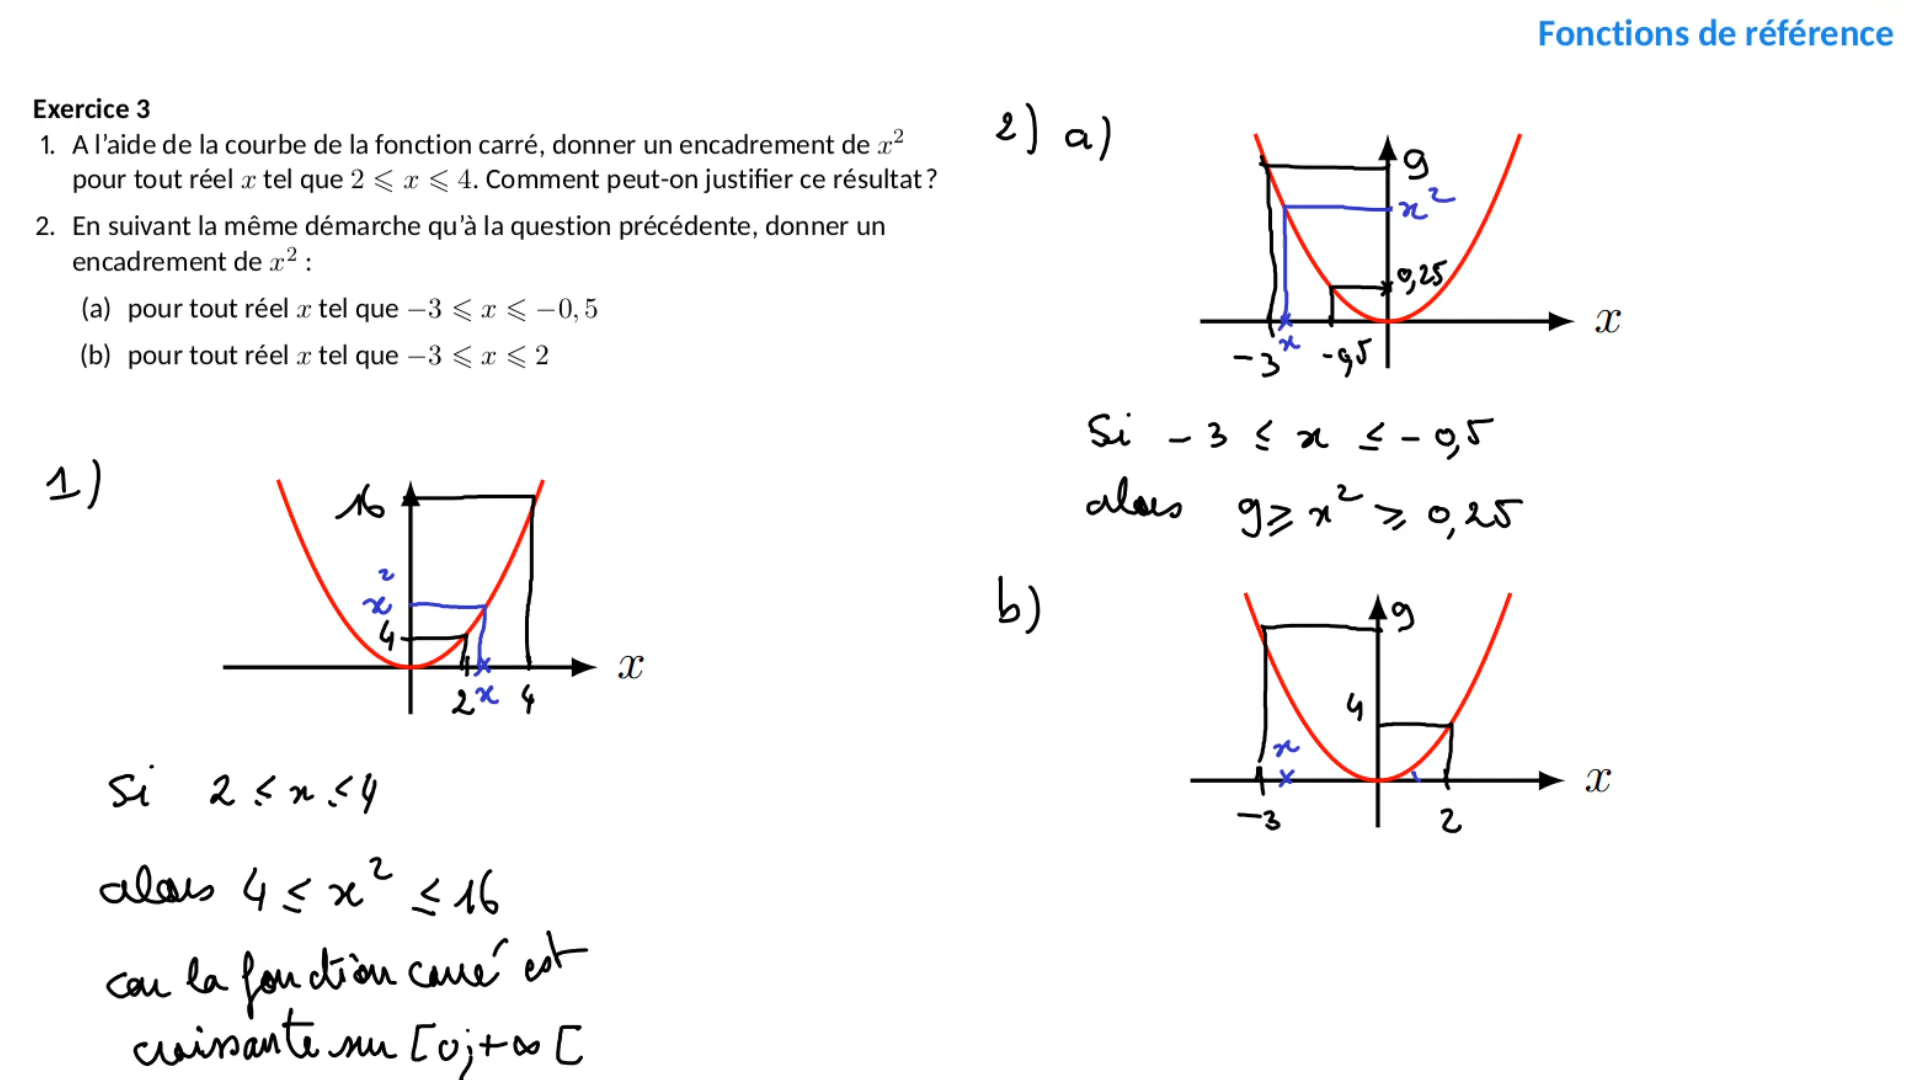 Fonctions de référence
Exercice 3
1. A l'aide de la courbe de la fonction carré, donner un encadrement de x²
pour tout réel x tel que 2 ⩽ x ⩽ 4. Comment peut-on justifier ce résultat ?
2. En suivant la même démarche qu'à la question précédente, donner un
encadrement de x² :
(a) pour tout réel x tel que −3 ⩽ x ⩽ −0, 5
(b) pour tout réel x tel que −3 ⩽ x ⩽ 2
1)
16
x²
4
x
2 x 4
Si 2 ≤ x ≤ 4
alors 4 ≤ x² ≤ 16
car la fonction carré est
croissante sur [0;+∞[
2) a)
9
x²
0,25
x
-3 x -0,5
Si -3 ≤ x ≤ -0,5
alors 9 ≥ x² ≥ 0,25
b)
9
4
x
x
-3 2